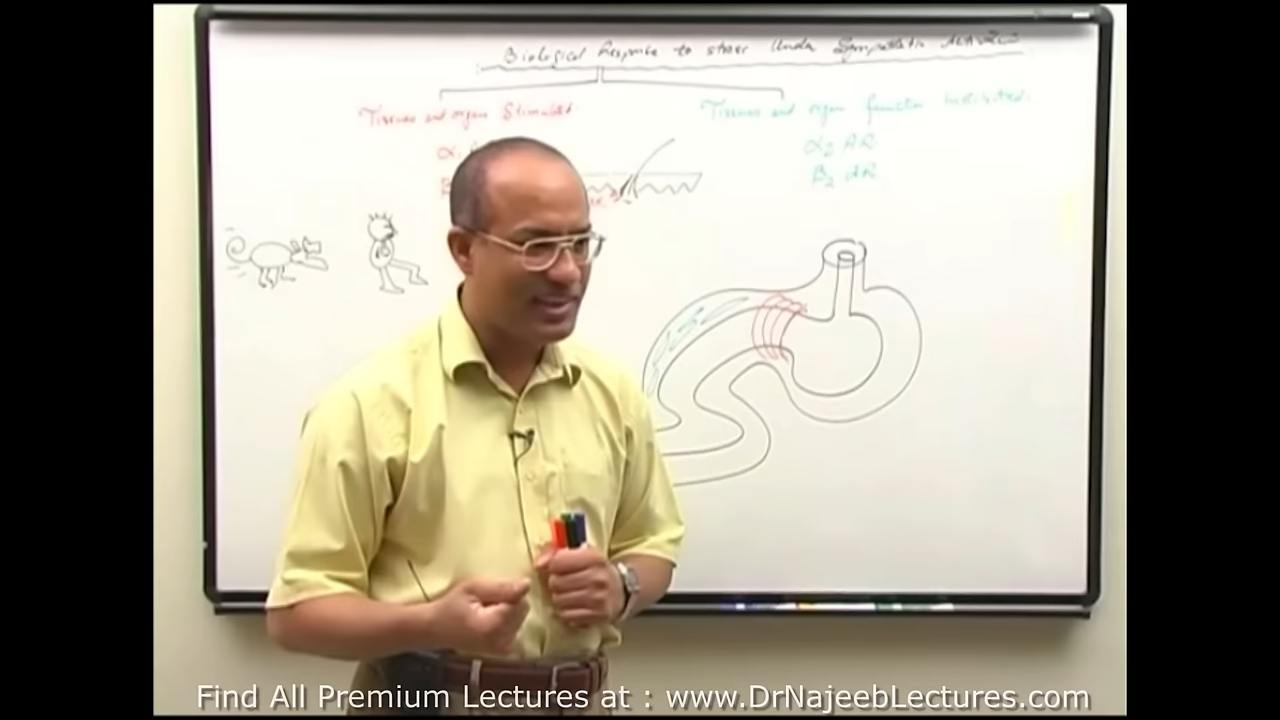 Biological Response to stress Under Sympathetic
Tissues and organ Stimulated
Tissues and organ function Inhibited
α₂ AR
β₂ AR
Find All Premium Lectures at : www.DrNajeebLectures.com